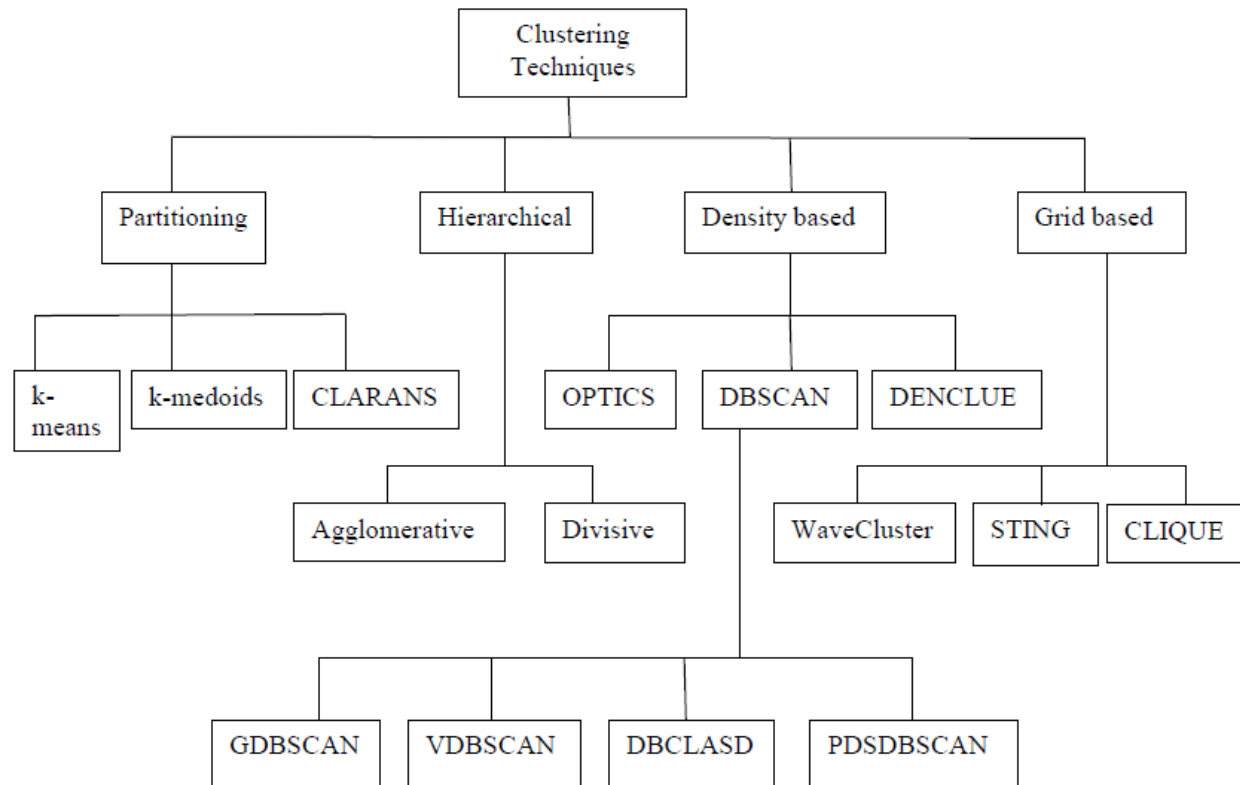 Clustering
Techniques
Partitioning
Hierarchical
Density based
Grid based
k-
means
k-medoids
CLARANS
OPTICS
DBSCAN
DENCLUE
Agglomerative
Divisive
WaveCluster
STING
CLIQUE
GDBSCAN
VDBSCAN
DBCLASD
PDSDBSCAN